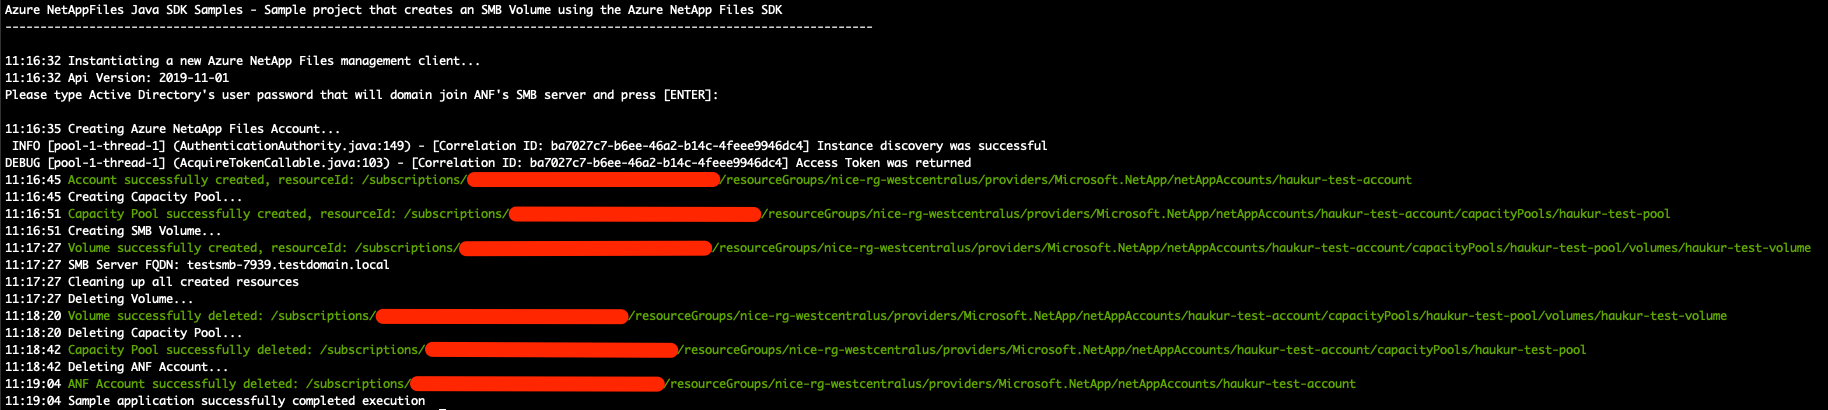 Azure NetAppFiles Java SDK Samples - Sample project that creates an SMB Volume using the Azure NetApp Files SDK
----------------------------------------------------------------------------------------------------------------------------
11:16:32 Instantiating a new Azure NetApp Files management client...
11:16:32 Api Version: 2019-11-01
Please type Active Directory's user password that will domain join ANF's SMB server and press [ENTER]:
11:16:35 Creating Azure NetaApp Files Account...
 INFO [pool-1-thread-1] (AuthenticationAuthority.java:149) - [Correlation ID: ba7027c7-b6ee-46a2-b14c-4feee9946dc4] Instance discovery was successful
DEBUG [pool-1-thread-1] (AcquireTokenCallable.java:103) - [Correlation ID: ba7027c7-b6ee-46a2-b14c-4feee9946dc4] Access Token was returned
11:16:45 Account successfully created, resourceId: /subscriptions/ /resourceGroups/nice-rg-westcentralus/providers/Microsoft.NetApp/netAppAccounts/haukur-test-account
11:16:45 Creating Capacity Pool...
11:16:51 Capacity Pool successfully created, resourceId: /subscriptions/ /resourceGroups/nice-rg-westcentralus/providers/Microsoft.NetApp/netAppAccounts/haukur-test-account/capacityPools/haukur-test-pool
11:16:51 Creating SMB Volume...
11:17:27 Volume successfully created, resourceId: /subscriptions/ /resourceGroups/nice-rg-westcentralus/providers/Microsoft.NetApp/netAppAccounts/haukur-test-account/capacityPools/haukur-test-pool/volumes/haukur-test-volume
11:17:27 SMB Server FQDN: testsmb-7939.testdomain.local
11:17:27 Cleaning up all created resources
11:17:27 Deleting Volume...
11:18:20 Volume successfully deleted: /subscriptions/ /resourceGroups/nice-rg-westcentralus/providers/Microsoft.NetApp/netAppAccounts/haukur-test-account/capacityPools/haukur-test-pool/volumes/haukur-test-volume
11:18:20 Deleting Capacity Pool...
11:18:42 Capacity Pool successfully deleted: /subscriptions/ /resourceGroups/nice-rg-westcentralus/providers/Microsoft.NetApp/netAppAccounts/haukur-test-account/capacityPools/haukur-test-pool
11:18:42 Deleting ANF Account...
11:19:04 ANF Account successfully deleted: /subscriptions/ /resourceGroups/nice-rg-westcentralus/providers/Microsoft.NetApp/netAppAccounts/haukur-test-account
11:19:04 Sample application successfully completed execution